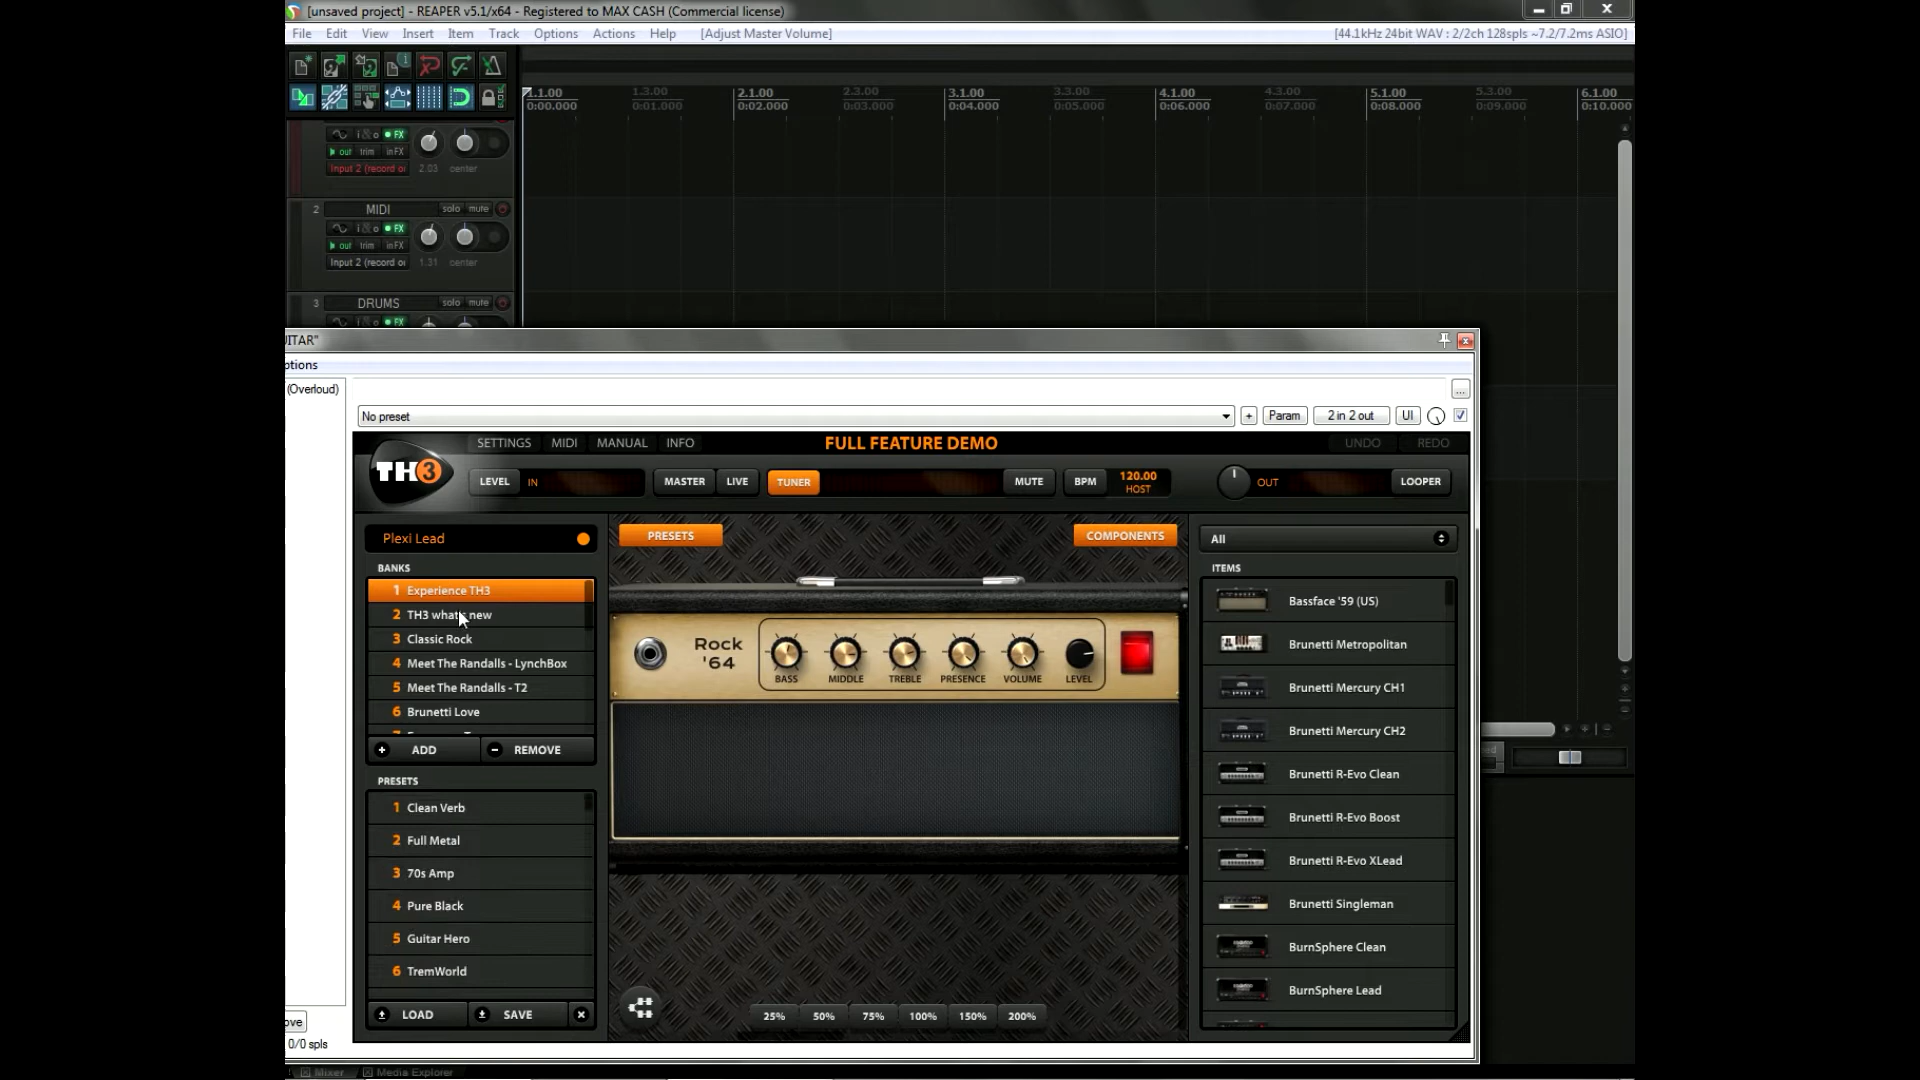 [unsaved project] - REAPER v5.1/x64 - Registered to MAX CASH (Commercial license)
File Edit View Insert Item Track Options Actions Help [Adjust Master Volume] [44.1kHz 24bit WAV : 2/2ch 128spls ~7.2/7.2ms ASIO]
1.1.00 1.3.00 2.1.00 2.3.00 3.1.00 3.3.00 4.1.00 4.3.00 5.1.00 5.3.00 6.1.00
0:00.000 0:01.000 0:02.000 0:03.000 0:04.000 0:05.000 0:06.000 0:07.000 0:08.000 0:09.000 0:10.000
FX
out trim in FX
Input 2 (record o 2.03 center
2 MIDI solo mute
FX
out trim in FX
Input 2 (record o 1.31 center
3 DRUMS solo mute
FX
ITAR"
ptions
(Overloud)
...
No preset + Param 2 in 2 out UI
SETTINGS MIDI MANUAL INFO FULL FEATURE DEMO UNDO REDO
TH3
LEVEL IN MASTER LIVE TUNER MUTE BPM 120.00 HOST OUT LOOPER
Plexi Lead
PRESETS
COMPONENTS
All
BANKS
1 Experience TH3
2 TH3 what's new
3 Classic Rock
4 Meet The Randalls - LynchBox
5 Meet The Randalls - T2
6 Brunetti Love
+ ADD - REMOVE
PRESETS
1 Clean Verb
2 Full Metal
3 70s Amp
4 Pure Black
5 Guitar Hero
6 TremWorld
LOAD SAVE
Rock '64
BASS MIDDLE TREBLE PRESENCE VOLUME LEVEL
25% 50% 75% 100% 150% 200%
ITEMS
Bassface '59 (US)
Brunetti Metropolitan
Brunetti Mercury CH1
Brunetti Mercury CH2
Brunetti R-Evo Clean
Brunetti R-Evo Boost
Brunetti R-Evo XLead
Brunetti Singleman
BurnSphere Clean
BurnSphere Lead
ove
0/0 spls
Mixer Media Explorer